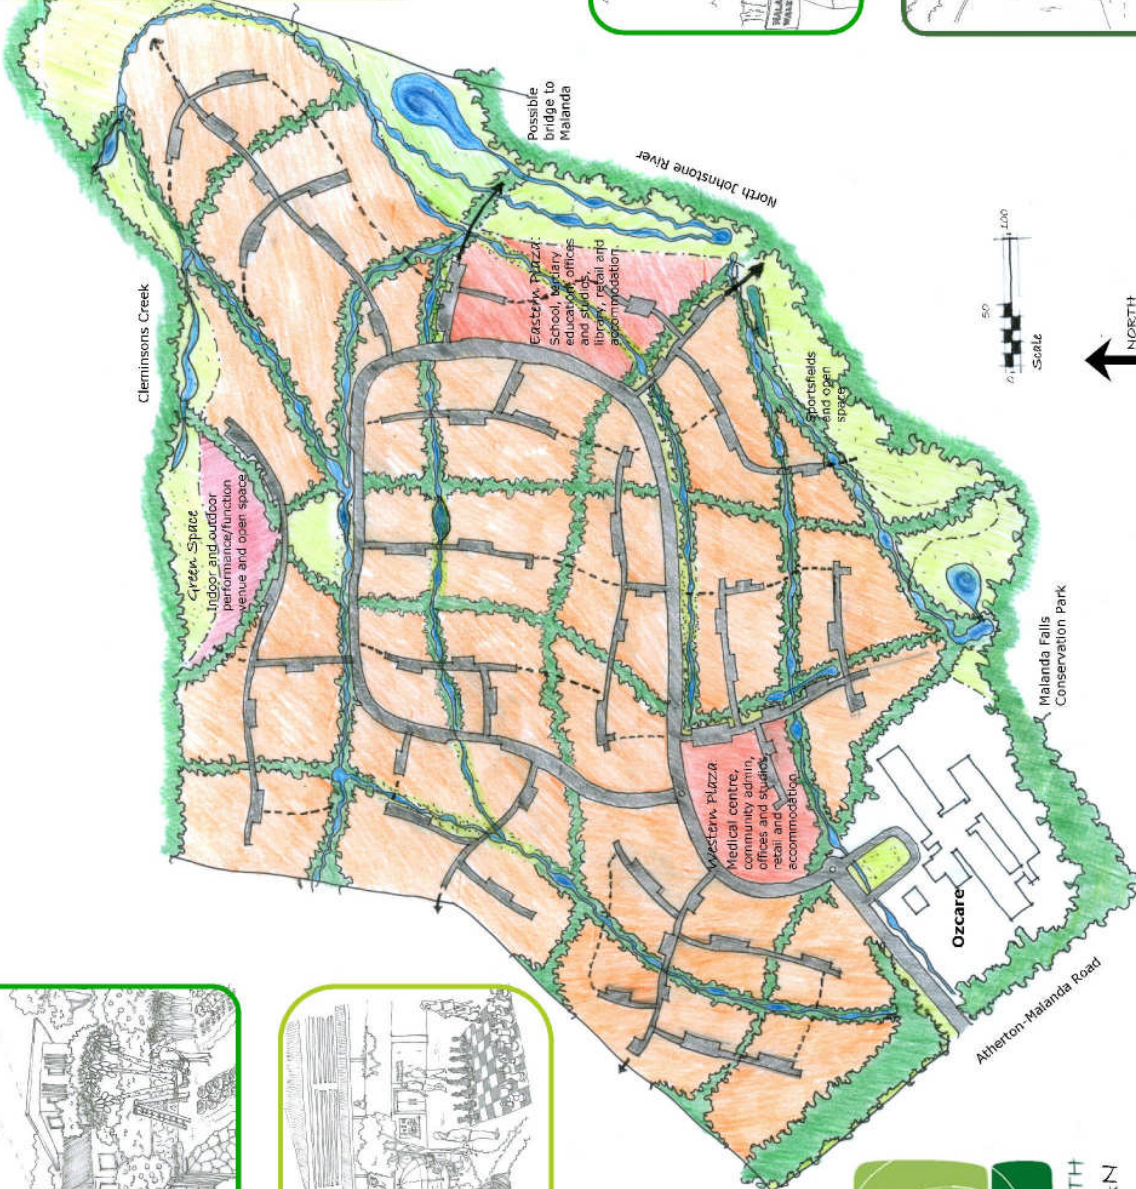 Possible
bridge to
Malanda
North Johnstone River
Cleminsons Creek
Eastern Plaza:
School, tertiary
education, offices
and studios,
library, retail and
accommodation
Green Space
Indoor and outdoor
performance/function
venue and open space
Sportsfields
and open
space
0
50
100
Scale
NORTH
Western Plaza
Medical centre,
community admin,
offices and studios,
retail and
accommodation
Malanda Falls
Conservation Park
Ozcare
Atherton-Malanda Road